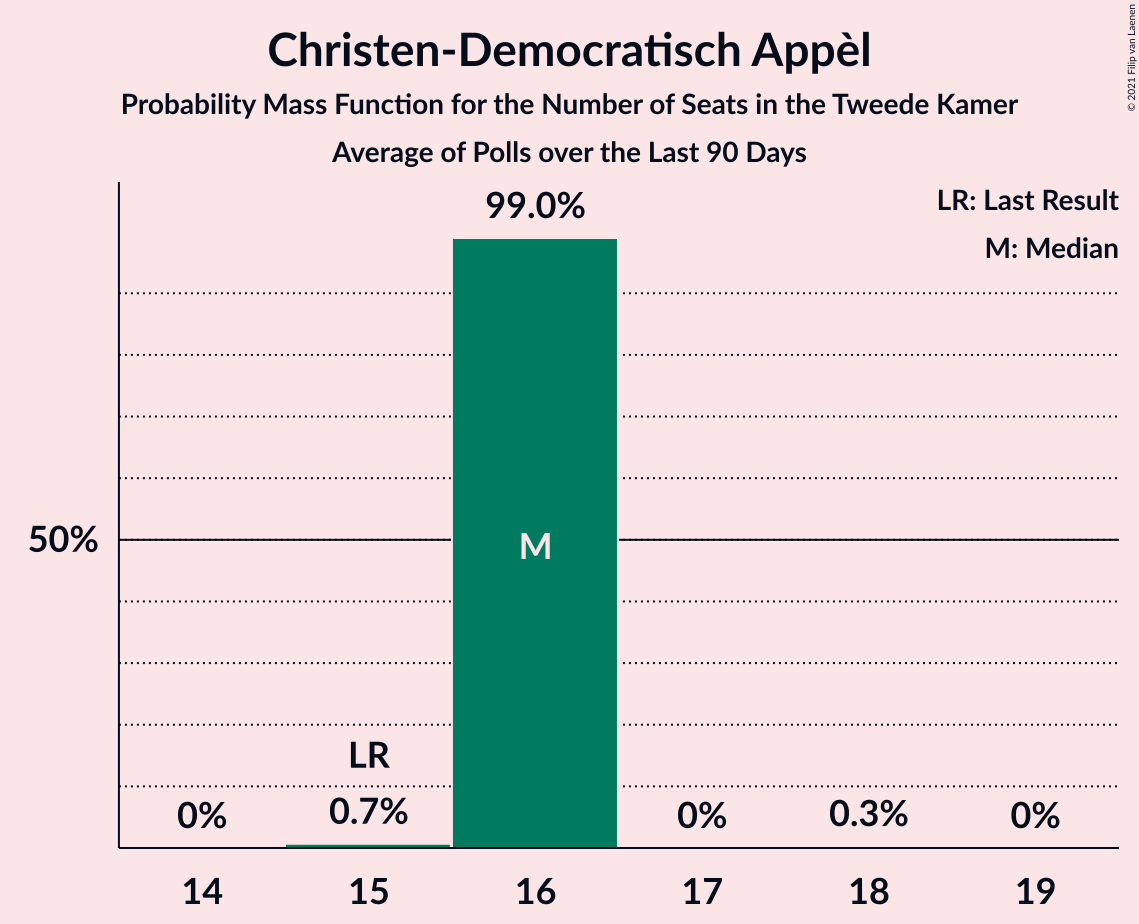 Christen-Democratisch Appèl
Probability Mass Function for the Number of Seats in the Tweede Kamer
Average of Polls over the Last 90 Days
© 2021 Filip van Laenen
LR: Last Result
M: Median
99.0%
50%
M
LR
0%
0.7%
0%
0.3%
0%
14
15
16
17
18
19